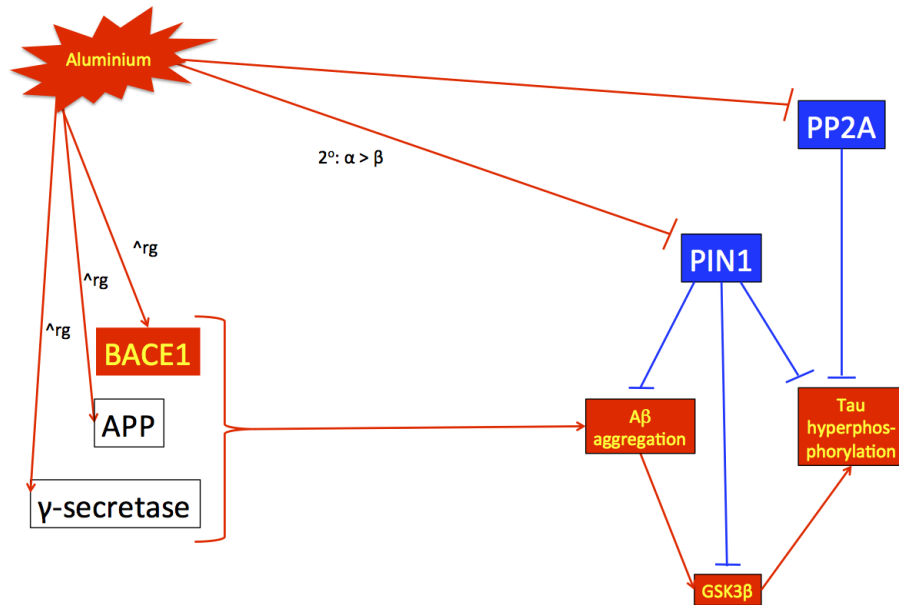 Aluminium
PP2A
2º: α > β
PIN1
^rg
^rg
^rg
BACE1
APP
γ-secretase
Aβ
aggregation
Tau
hyperphos-
phorylation
GSK3β